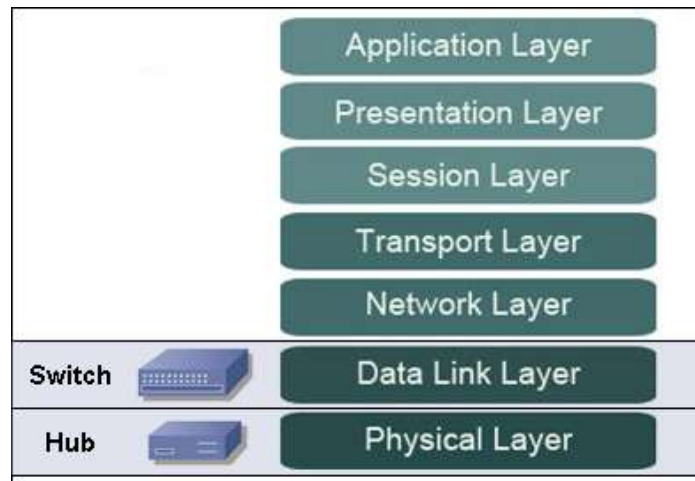 Application Layer
Presentation Layer
Session Layer
Transport Layer
Network Layer
Switch Data Link Layer
Hub Physical Layer